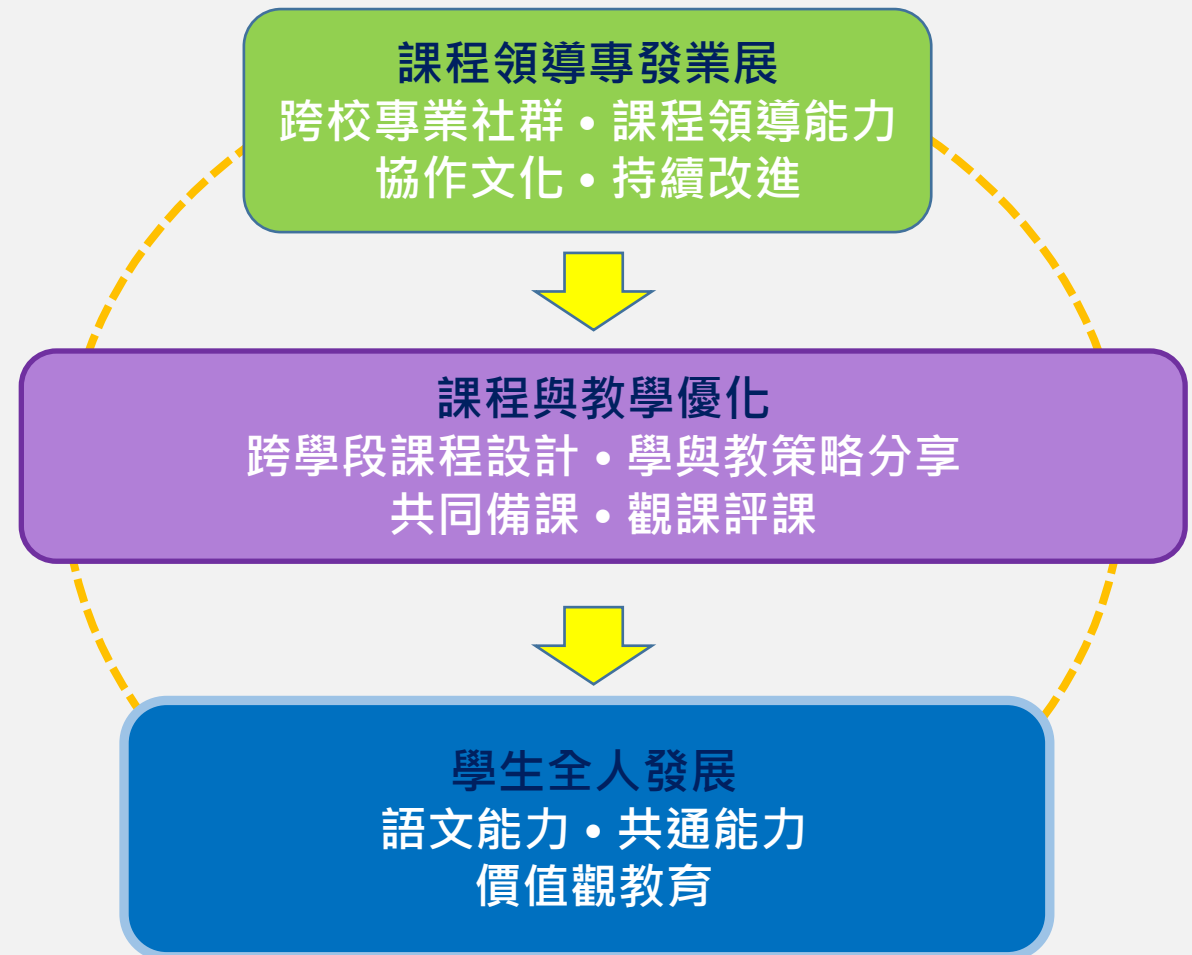 課程領導專發業展
跨校專業社群 • 課程領導能力
協作文化 • 持續改進
課程與教學優化
跨學段課程設計 • 學與教策略分享
共同備課 • 觀課評課
學生全人發展
語文能力 • 共通能力
價值觀教育